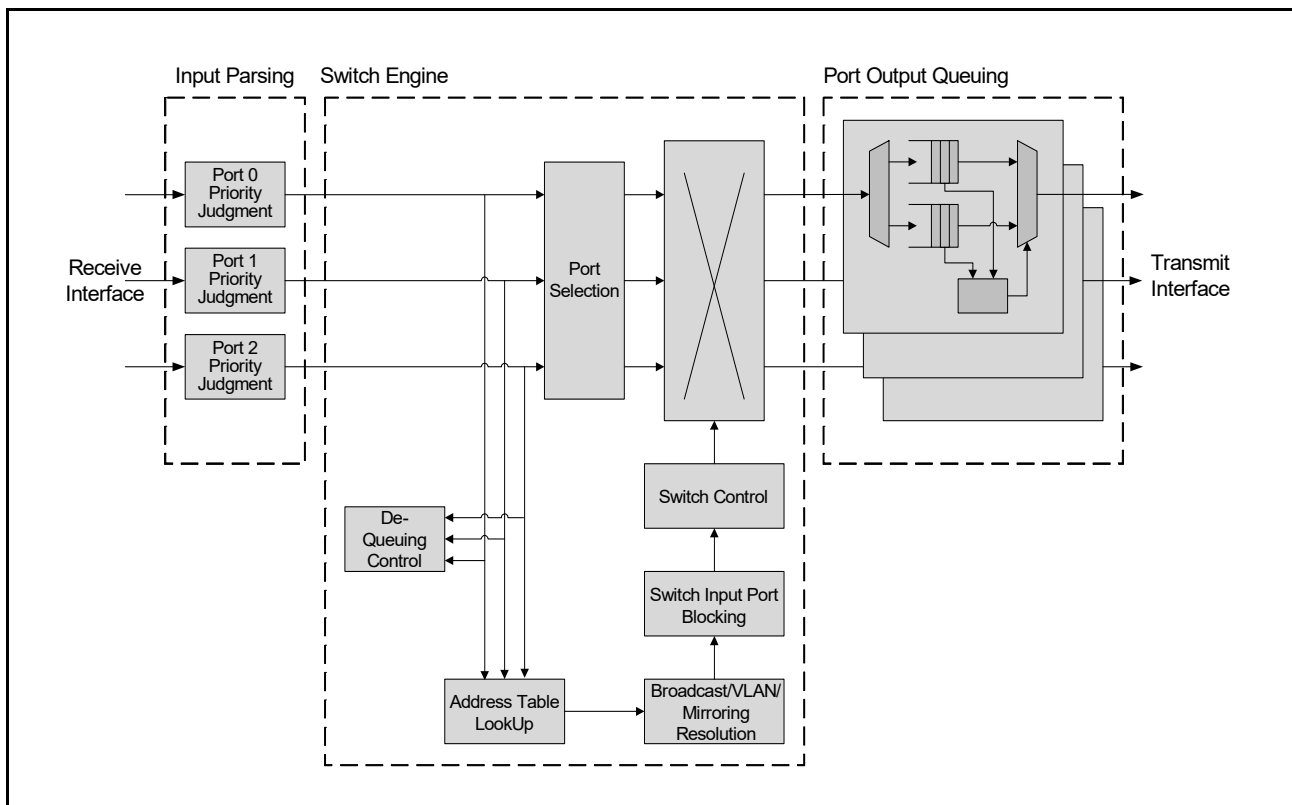 Input Parsing
Switch Engine
Port Output Queuing
Port 0
Priority
Judgment
Port 1
Priority
Judgment
Port 2
Priority
Judgment
Receive
Interface
Port
Selection
Transmit
Interface
De-
Queuing
Control
Switch Control
Switch Input Port
Blocking
Address Table
LookUp
Broadcast/VLAN/
Mirroring
Resolution